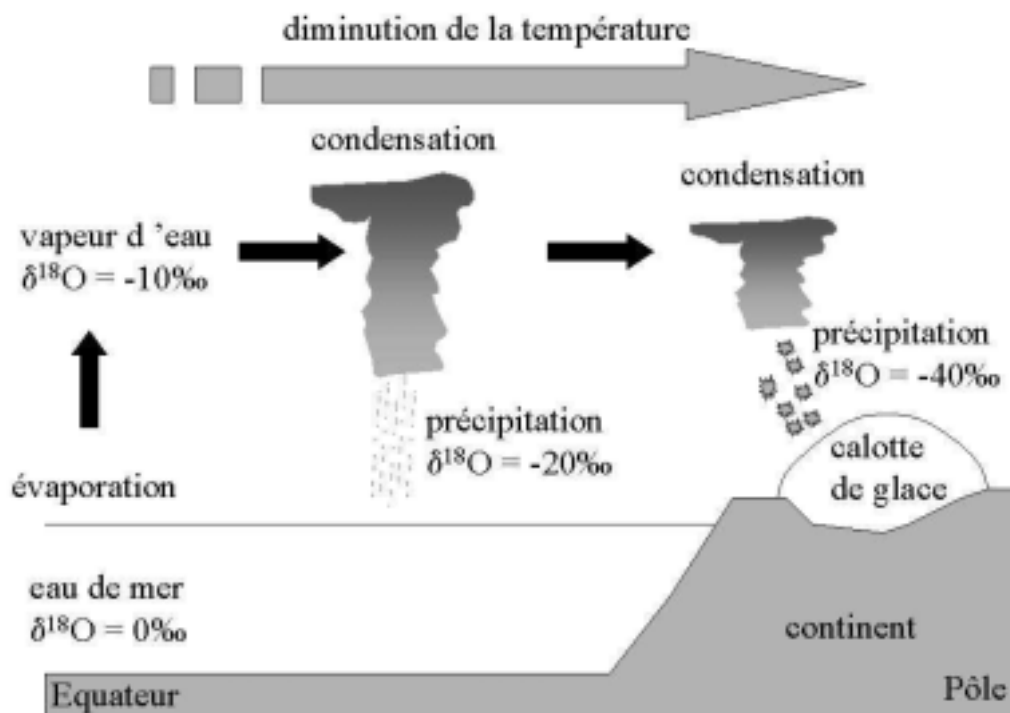 diminution de la température
condensation
condensation
vapeur d ’eau
δ¹⁸O = -10‰
précipitation
δ¹⁸O = -40‰
précipitation
δ¹⁸O = -20‰
calotte
de glace
évaporation
eau de mer
δ¹⁸O = 0‰
continent
Equateur
Pôle